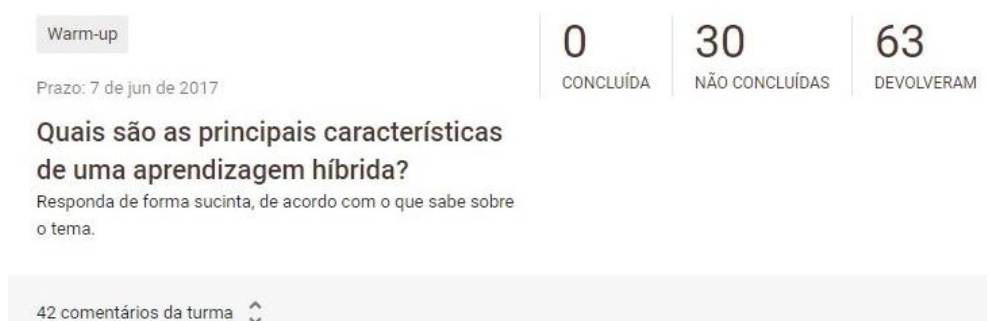 Warm-up
Prazo: 7 de jun de 2017
Quais são as principais características
de uma aprendizagem híbrida?
Responda de forma sucinta, de acordo com o que sabe sobre
o tema.
0
CONCLUÍDA
30
NÃO CONCLUÍDAS
63
DEVOLVERAM
42 comentários da turma